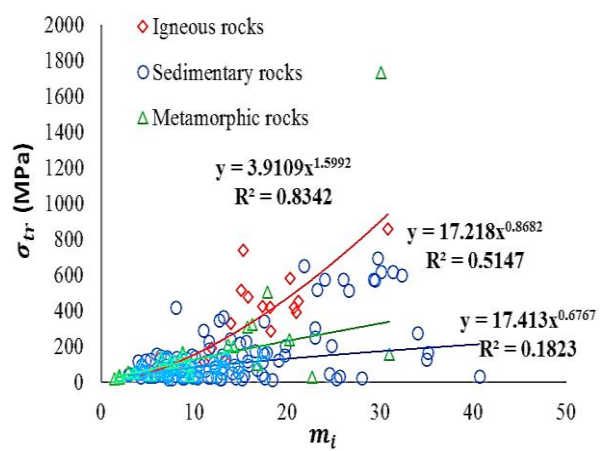 2000
1800
1600
1400
1200
1000
800
600
400
200
0
σtr (MPa)
Igneous rocks
Sedimentary rocks
Metamorphic rocks
y = 3.9109x^1.5992
R² = 0.8342
y = 17.218x^0.8682
R² = 0.5147
y = 17.413x^0.6767
R² = 0.1823
0 10 20 30 40 50
mi